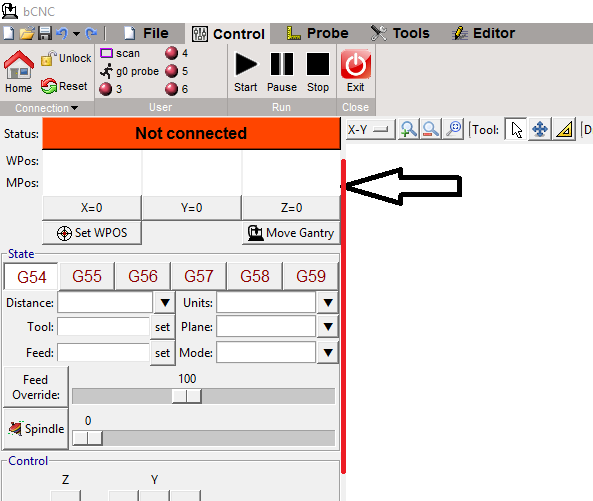 bCNC
File Control Probe Tools Editor
Home Unlock Reset
scan 4
g0 probe 5
3 6
Start Pause Stop Exit
Connection User Run Close
Status: Not connected X-Y Tool: D
WPos:
MPos:
X=0 Y=0 Z=0
Set WPOS Move Gantry
State
G54 G55 G56 G57 G58 G59
Distance: Units:
Tool: set Plane:
Feed: set Mode:
Feed Override: 100
Spindle 0
Control
Z Y